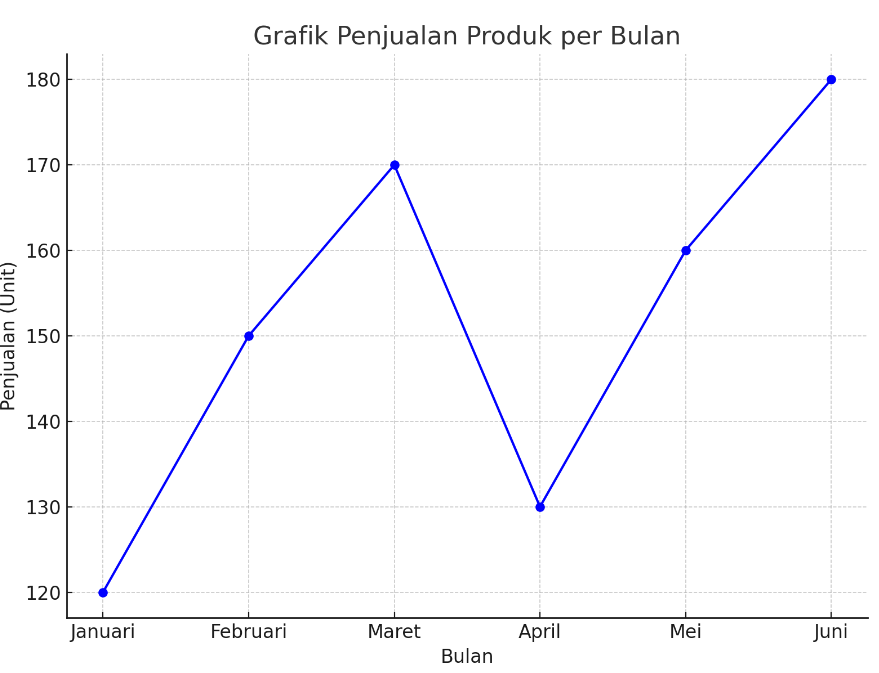 Grafik Penjualan Produk per Bulan
Penjualan (Unit)
180
170
160
150
140
130
120
Januari Februari Maret April Mei Juni
Bulan